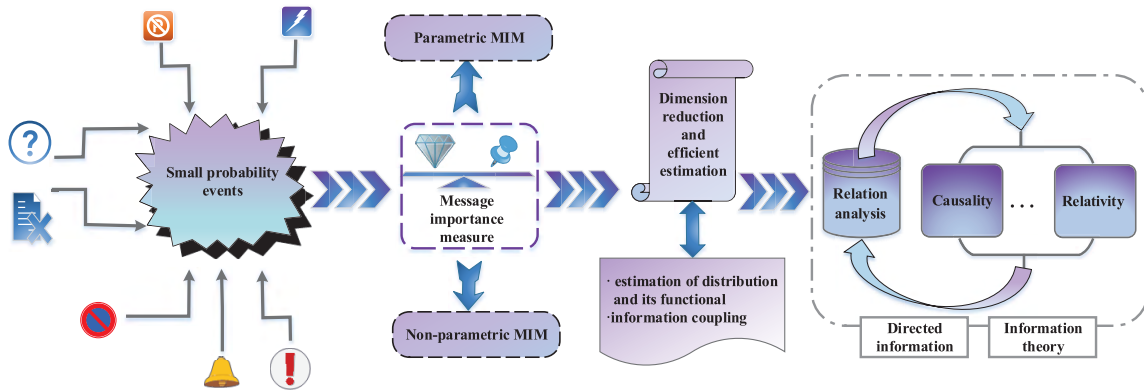 Parametric MIM
Small probability
events
Message
importance
measure
Non-parametric MIM
Dimension
reduction
and
efficient
estimation
· estimation of distribution
and its functional
·information coupling
Relation
analysis
Causality
...
Relativity
Directed
information
Information
theory